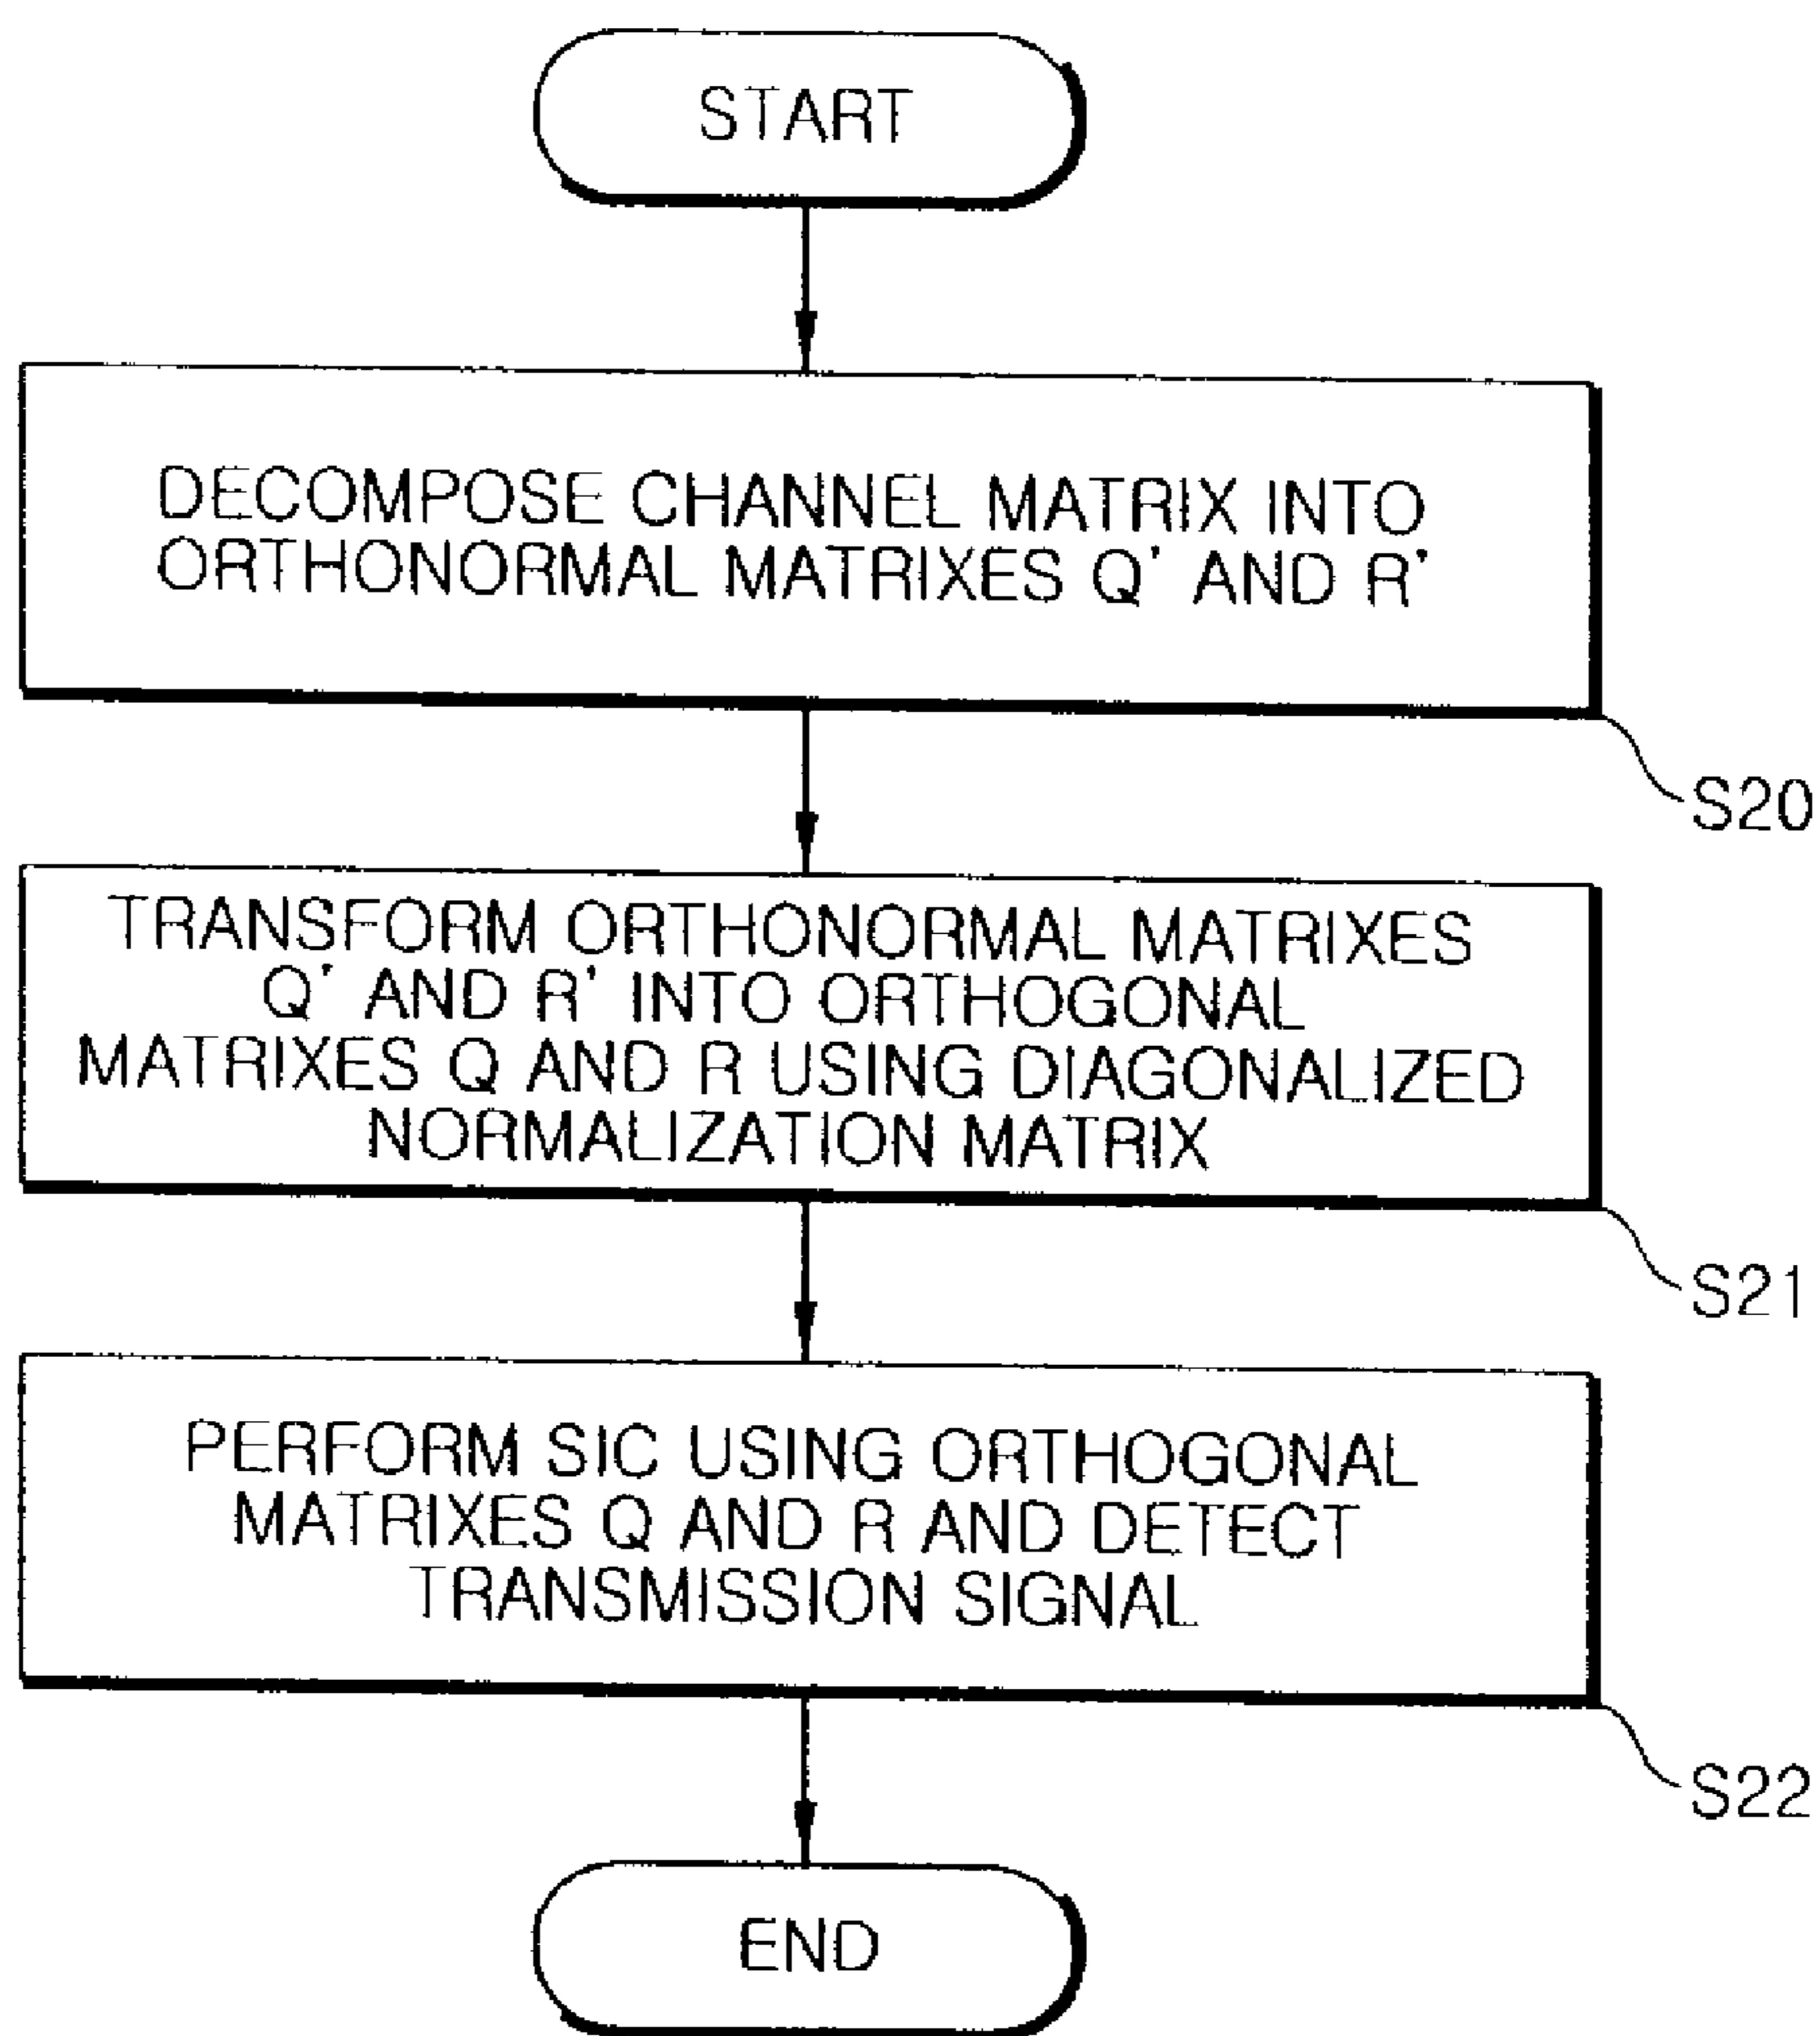 START
DECOMPOSE CHANNEL MATRIX INTO
ORTHONORMAL MATRIXES Q' AND R'
S20
TRANSFORM ORTHONORMAL MATRIXES
Q' AND R' INTO ORTHOGONAL
MATRIXES Q AND R USING DIAGONALIZED
NORMALIZATION MATRIX
S21
PERFORM SIC USING ORTHOGONAL
MATRIXES Q AND R AND DETECT
TRANSMISSION SIGNAL
S22
END